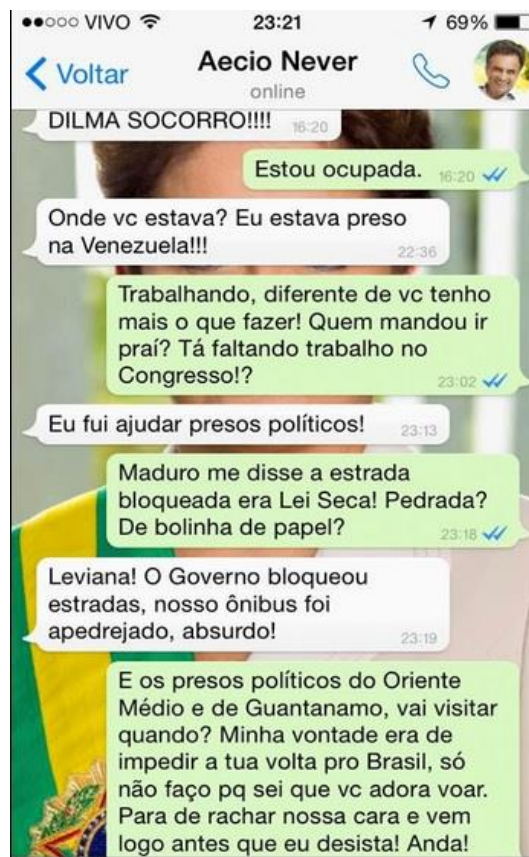 VIVO 23:21 69%
Voltar Aecio Never
online
DILMA SOCORRO!!!! 16:20
Estou ocupada. 16:20
Onde vc estava? Eu estava preso
na Venezuela!!! 22:36
Trabalhando, diferente de vc tenho
mais o que fazer! Quem mandou ir
praí? Tá faltando trabalho no
Congresso!? 23:02
Eu fui ajudar presos políticos! 23:13
Maduro me disse a estrada
bloqueada era Lei Seca! Pedrada?
De bolinha de papel? 23:18
Leviana! O Governo bloqueou
estradas, nosso ônibus foi
apedrejado, absurdo! 23:19
E os presos políticos do Oriente
Médio e de Guantanamo, vai visitar
quando? Minha vontade era de
impedir a tua volta pro Brasil, só
não faço pq sei que vc adora voar.
Para de rachar nossa cara e vem
logo antes que eu desista! Anda!